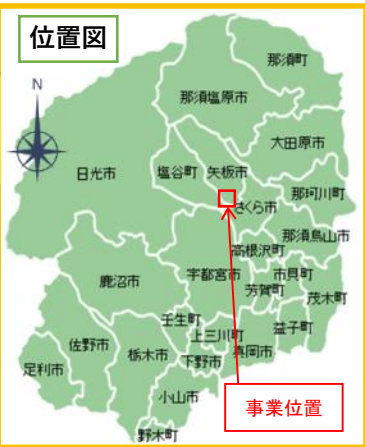 位置図
N
那須町
那須塩原市
大田原市
日光市
塩谷町
矢板市
那珂川町
さくら市
那須烏山市
高根沢町
鹿沼市
宇都宮市
市貝町
芳賀町
茂木町
壬生町
上三川町
益子町
佐野市
栃木市
下野市
真岡市
足利市
小山市
野木町
事業位置